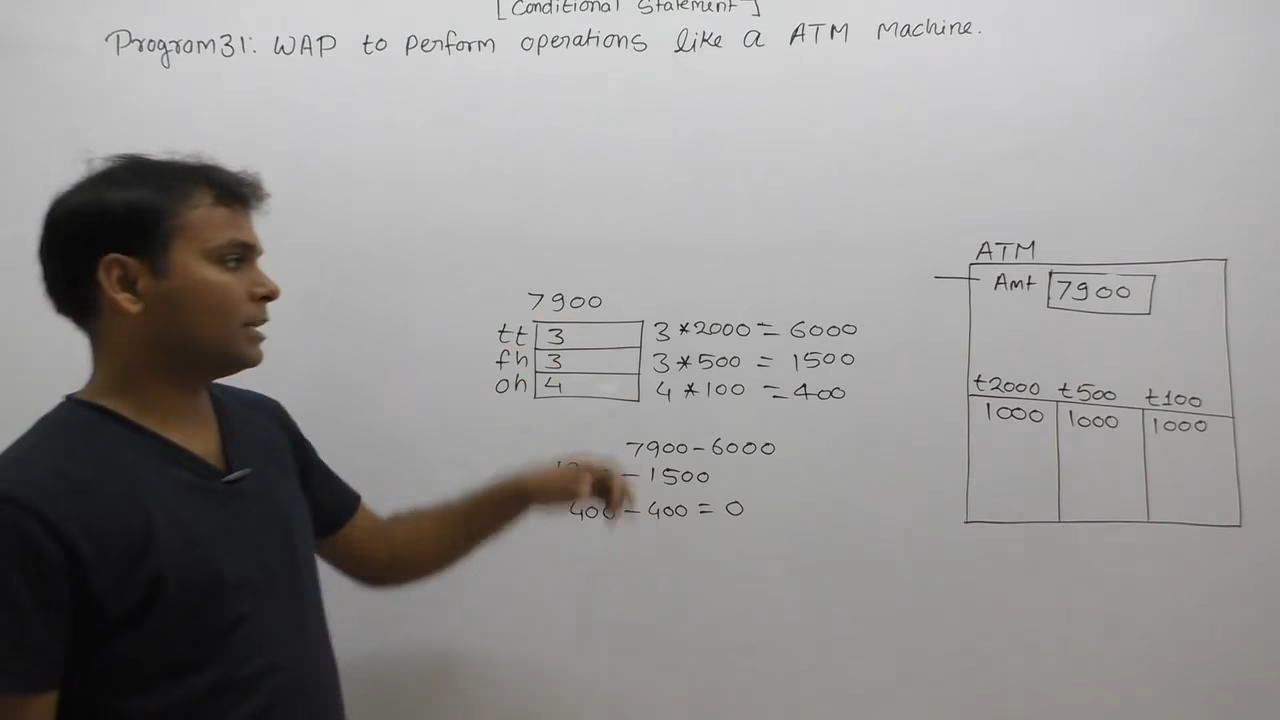 [Conditional Statement]
Program31: WAP to perform operations like a ATM Machine.
7900
tt 3 3*2000 = 6000
fh 3 3*500 = 1500
oh 4 4*100 = 400
7900-6000
-1500
400-400=0
ATM
Amt 7900
t2000 t500 t100
1000 1000 1000